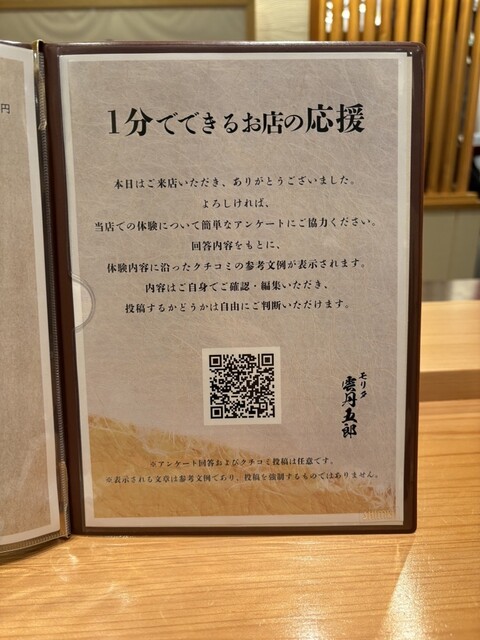 円
1分でできるお店の応援
本日はご来店いただき、ありがとうございました。
よろしければ、
当店での体験について簡単なアンケートにご協力ください。
回答内容をもとに、
体験内容に沿ったクチコミの参考文例が表示されます。
内容はご自身でご確認・編集いただき、
投稿するかどうかは自由にご判断いただけます。
モリタ
雲丹五郎
※アンケート回答およびクチコミ投稿は任意です。
※表示される文章は参考文例であり、投稿を強制するものではありません。